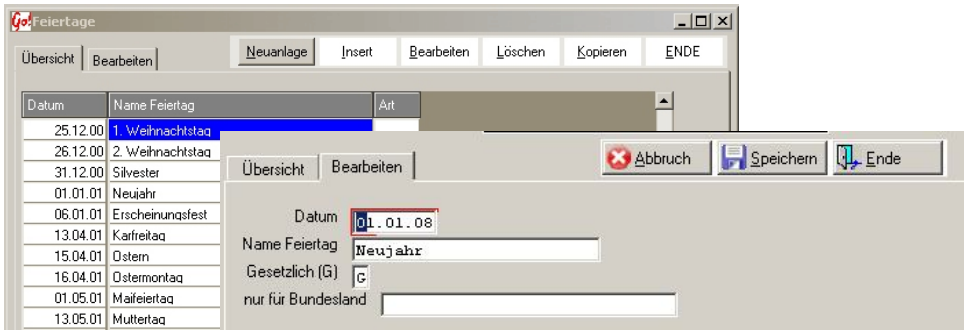 Go! Feiertage
Übersicht Bearbeiten Neuanlage Insert Bearbeiten Löschen Kopieren ENDE
Datum Name Feiertag Art
25.12.00 1. Weihnachtstag
26.12.00 2. Weihnachtstag
31.12.00 Silvester
01.01.01 Neujahr
06.01.01 Erscheinungsfest
13.04.01 Karfreitag
15.04.01 Ostern
16.04.01 Ostermontag
01.05.01 Maifeiertag
13.05.01 Muttertag
Übersicht Bearbeiten Abbruch Speichern Ende
Datum 01.01.08
Name Feiertag Neujahr
Gesetzlich (G) G
nur für Bundesland